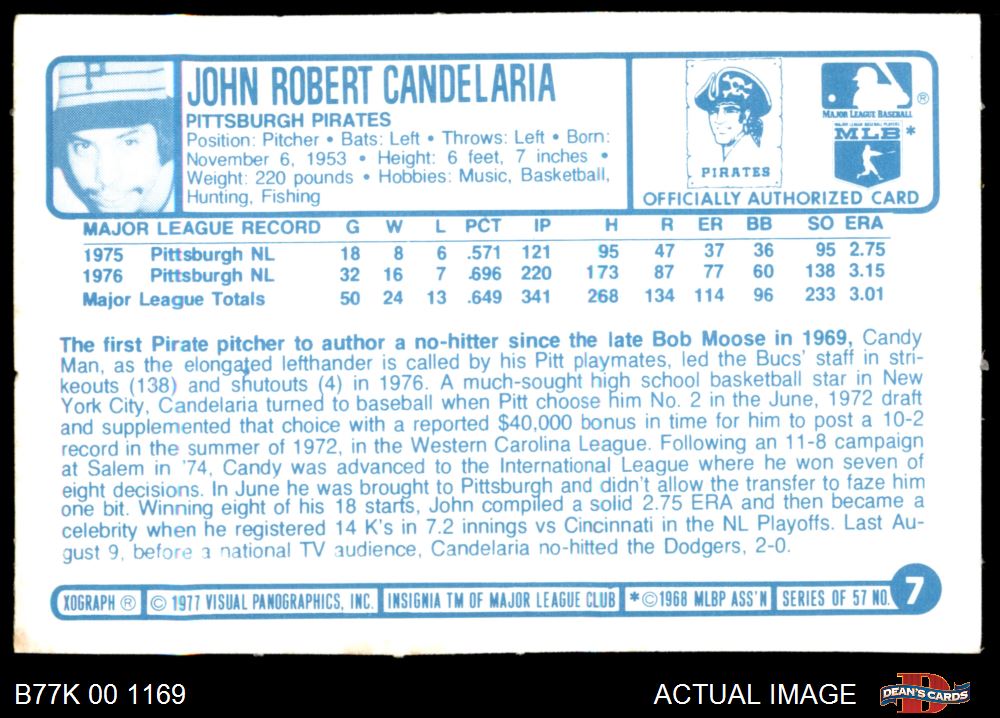 P
JOHN ROBERT CANDELARIA
PITTSBURGH PIRATES
Position: Pitcher • Bats: Left • Throws: Left • Born:
November 6, 1953 • Height: 6 feet, 7 inches •
Weight: 220 pounds • Hobbies: Music, Basketball,
Hunting, Fishing
PIRATES
®
MAJOR LEAGUE BASEBALL
MAJOR LEAGUE BASEBALL PLAYERS
MLB *
OFFICIALLY AUTHORIZED CARD
MAJOR LEAGUE RECORD G W L PCT IP H R ER BB SO ERA
1975 Pittsburgh NL 18 8 6 .571 121 95 47 37 36 95 2.75
1976 Pittsburgh NL 32 16 7 .696 220 173 87 77 60 138 3.15
Major League Totals 50 24 13 .649 341 268 134 114 96 233 3.01
The first Pirate pitcher to author a no-hitter since the late Bob Moose in 1969, Candy
Man, as the elongated lefthander is called by his Pitt playmates, led the Bucs' staff in stri-
keouts (138) and shutouts (4) in 1976. A much-sought high school basketball star in New
York City, Candelaria turned to baseball when Pitt choose him No. 2 in the June, 1972 draft
and supplemented that choice with a reported $40,000 bonus in time for him to post a 10-2
record in the summer of 1972, in the Western Carolina League. Following an 11-8 campaign
at Salem in '74, Candy was advanced to the International League where he won seven of
eight decisions. In June he was brought to Pittsburgh and didn't allow the transfer to faze him
one bit. Winning eight of his 18 starts, John compiled a solid 2.75 ERA and then became a
celebrity when he registered 14 K's in 7.2 innings vs Cincinnati in the NL Playoffs. Last Au-
gust 9, before a national TV audience, Candelaria no-hitted the Dodgers, 2-0.
XOGRAPH ® © 1977 VISUAL PANOGRAPHICS, INC. INSIGNIA TM OF MAJOR LEAGUE CLUB *©1968 MLBP ASS'N SERIES OF 57 NO. 7
B77K 00 1169 ACTUAL IMAGE DEAN'S CARDS